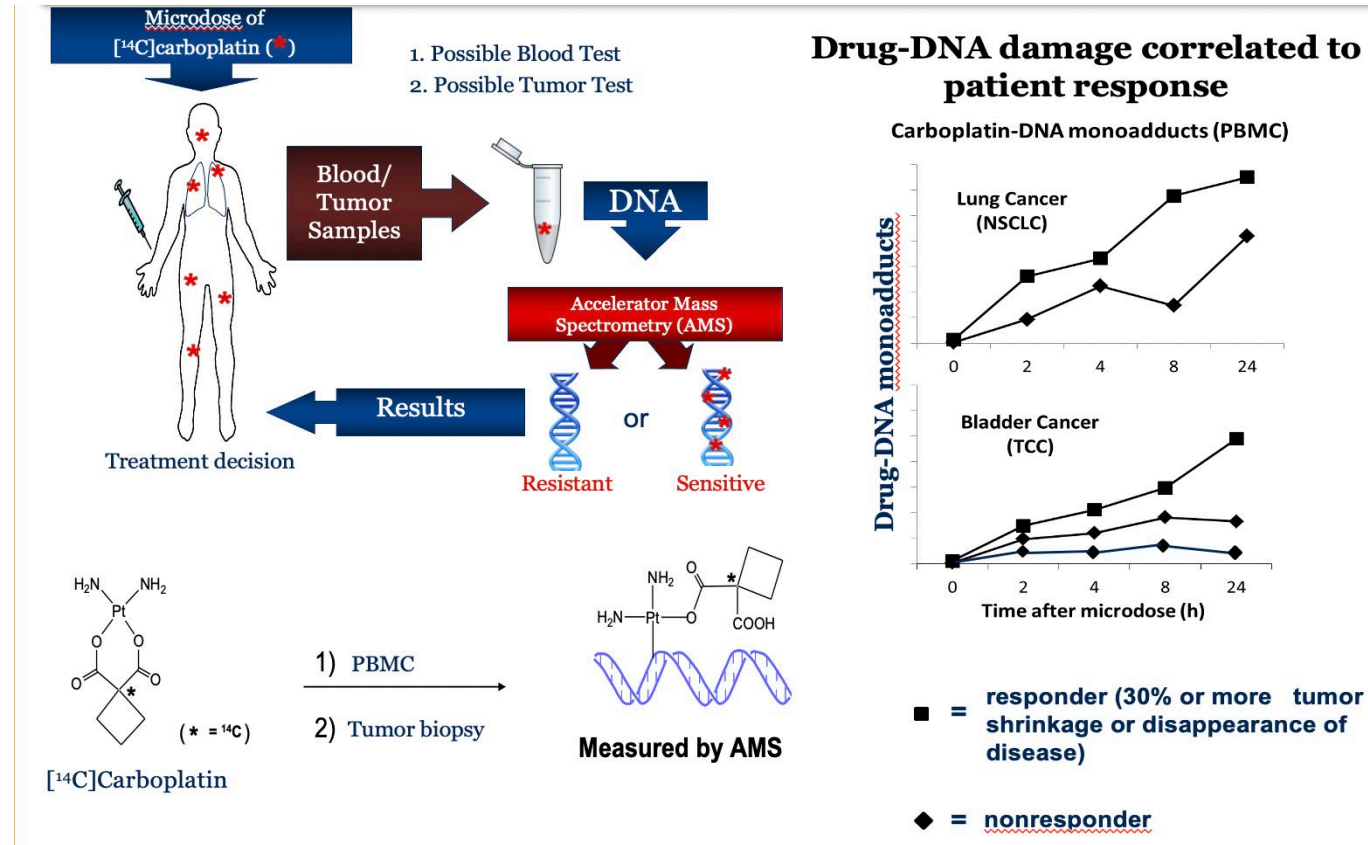 Microdose of
[¹⁴C]carboplatin (*)
1. Possible Blood Test
2. Possible Tumor Test
Blood/
Tumor
Samples
DNA
Accelerator Mass
Spectrometry (AMS)
Results
or
Resistant
Sensitive
Treatment decision
H₂N
NH₂
Pt
O
O
O
O
*
(* = ¹⁴C)
[¹⁴C]Carboplatin
1) PBMC
2) Tumor biopsy
NH₂
H₂N
Pt
O
O
*
COOH
Measured by AMS
Drug-DNA damage correlated to
patient response
Carboplatin-DNA monoadducts (PBMC)
Drug-DNA monoadducts
Lung Cancer
(NSCLC)
0 2 4 8 24
Bladder Cancer
(TCC)
0 2 4 8 24
Time after microdose (h)
= responder (30% or more tumor
shrinkage or disappearance of
disease)
= nonresponder